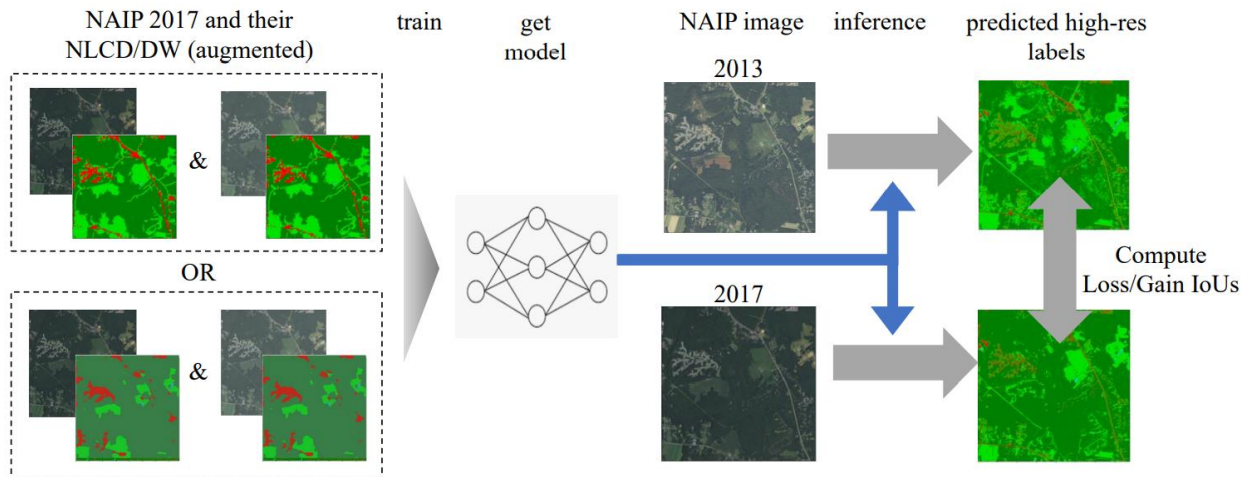 NAIP 2017 and their
NLCD/DW (augmented)
train
get
model
NAIP image
inference
predicted high-res
labels
2013
&
OR
Compute
Loss/Gain IoUs
2017
&